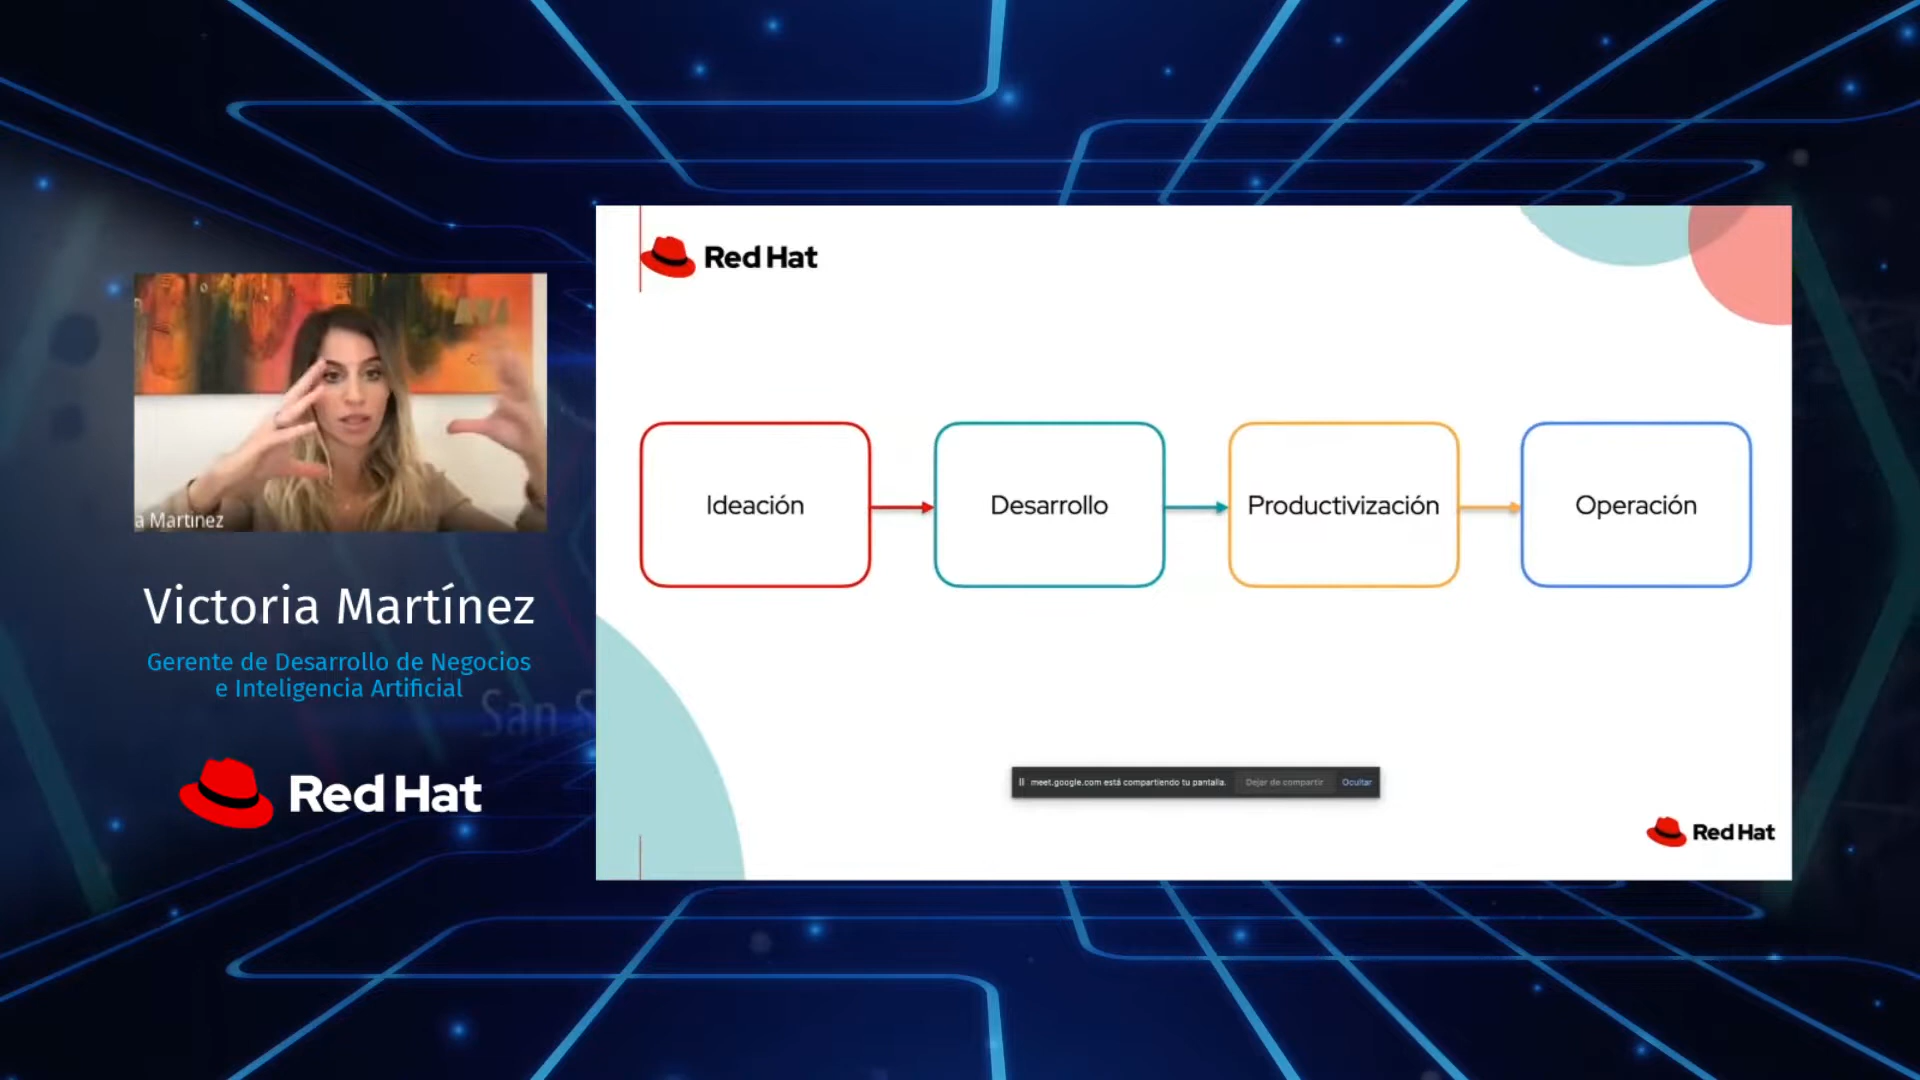 a Martinez
Victoria Martínez
Gerente de Desarrollo de Negocios
e Inteligencia Artificial
San S
Red Hat
Red Hat
Ideación
Desarrollo
Productivización
Operación
meet.google.com está compartiendo tu pantalla.
Dejar de compartir
Ocultar
Red Hat